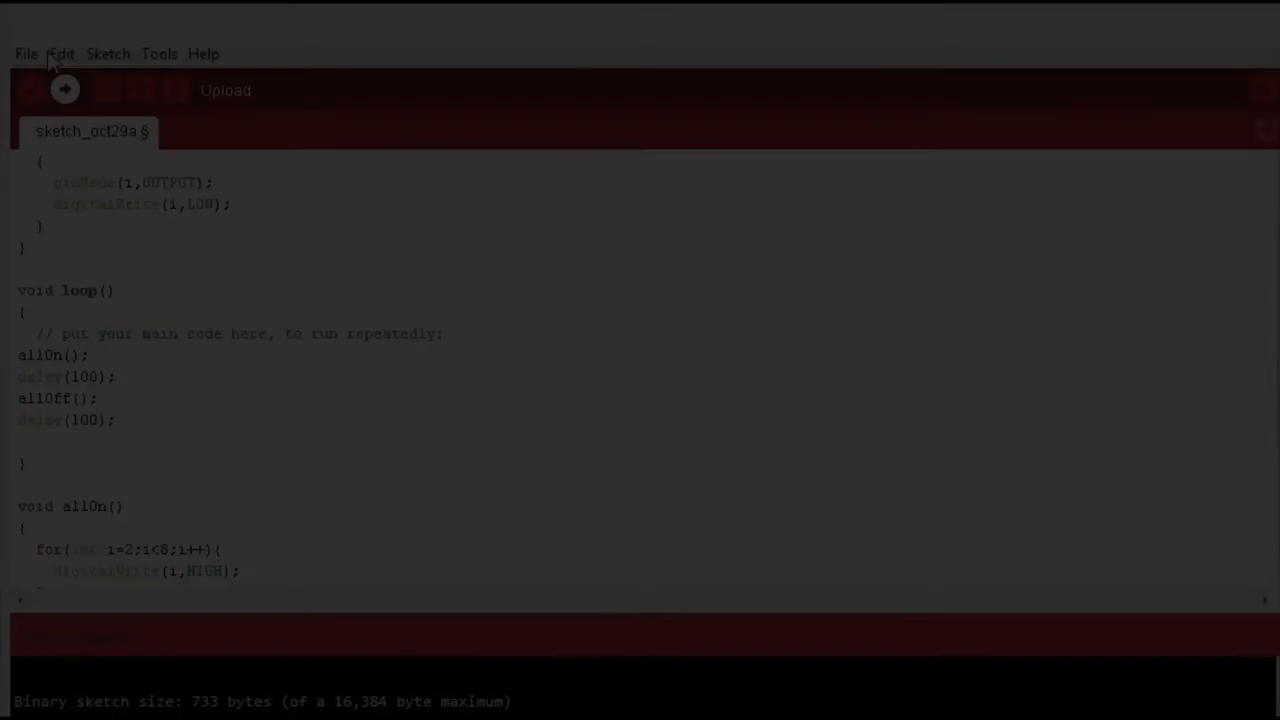 File Edit Sketch Tools Help
Upload
sketch_oct29a §
{
pinMode(i,OUTPUT);
digitalWrite(i,LOW);
}
}
void loop()
{
// put your main code here, to run repeatedly:
allOn();
delay(100);
allOff();
delay(100);
}
void allOn()
{
for(int i=2;i<8;i++){
digitalWrite(i,HIGH);
Binary sketch size: 733 bytes (of a 16,384 byte maximum)